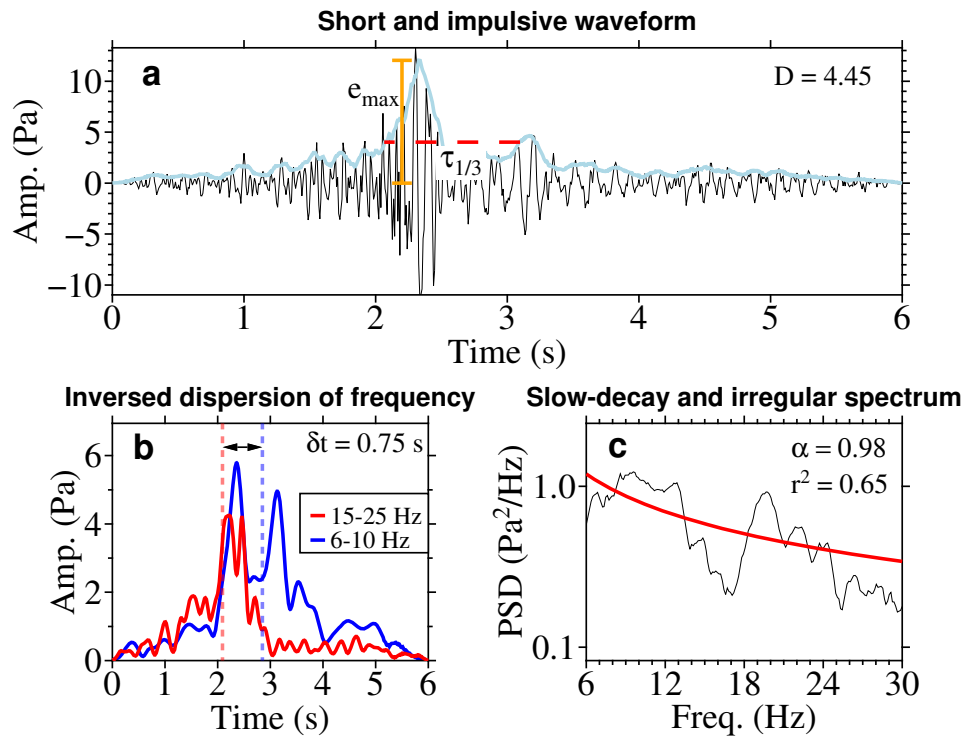 Short and impulsive waveform
a
D = 4.45
e_max
τ_1/3
10
5
0
−5
−10
Amp. (Pa)
0 1 2 3 4 5 6
Time (s)
Inversed dispersion of frequency
b
δt = 0.75 s
15-25 Hz
6-10 Hz
6
4
2
0
Amp. (Pa)
0 1 2 3 4 5 6
Time (s)
Slow-decay and irregular spectrum
c
α = 0.98
r² = 0.65
1.0
0.1
PSD (Pa²/Hz)
6 12 18 24 30
Freq. (Hz)